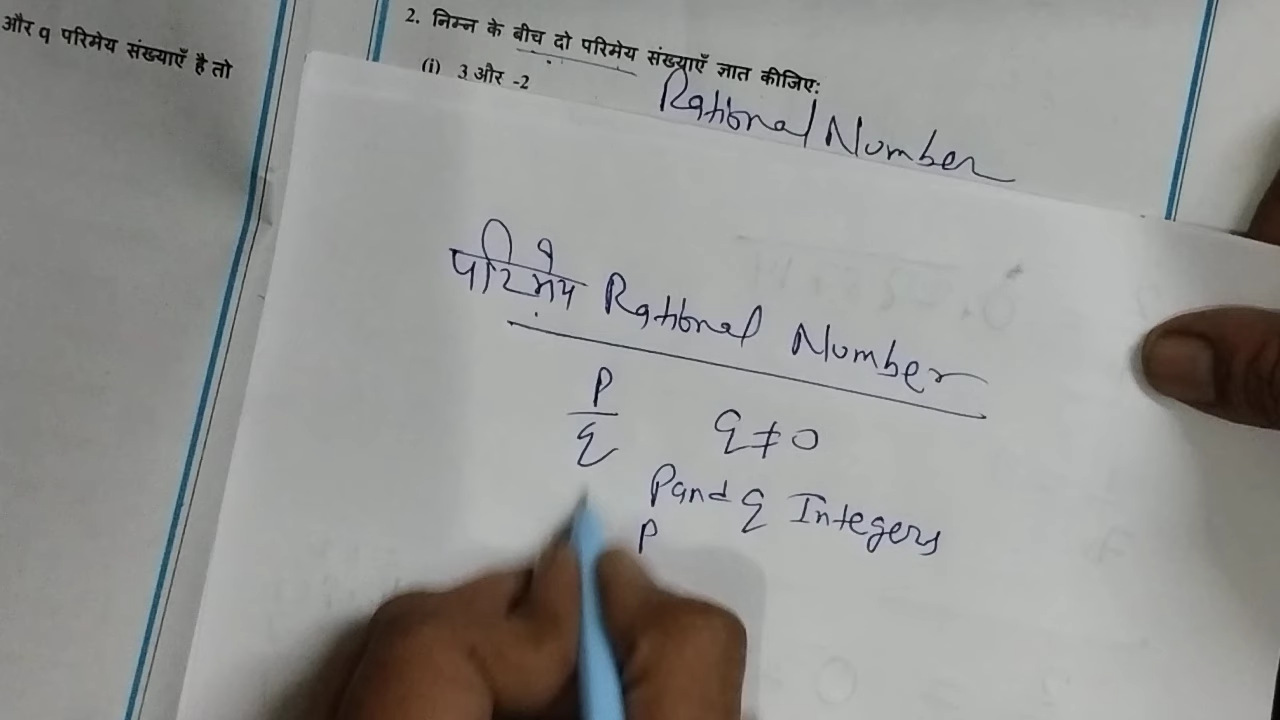 और q परिमेय संख्याएँ है तो
2. निम्न के बीच दो परिमेय संख्याएँ ज्ञात कीजिए:
(i) 3 और -2
Rational Number
परिमेय Rational Number
P
q
q ≠ 0
P and q Integers
P